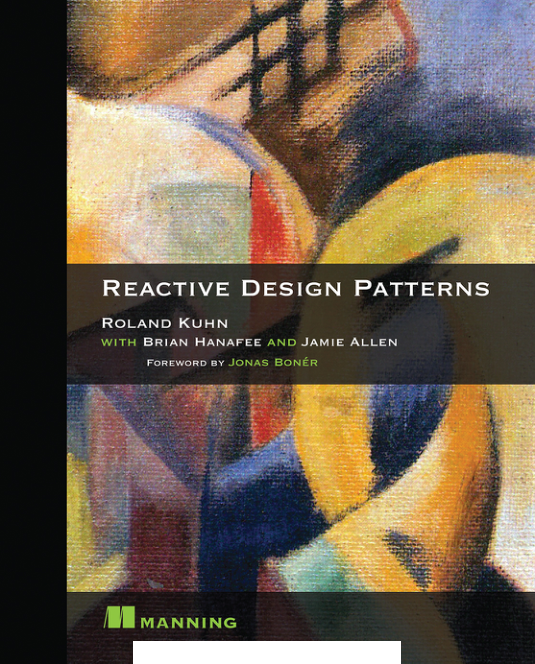 REACTIVE DESIGN PATTERNS
ROLAND KUHN
WITH BRIAN HANAFEE AND JAMIE ALLEN
FOREWORD BY JONAS BONÉR
MANNING